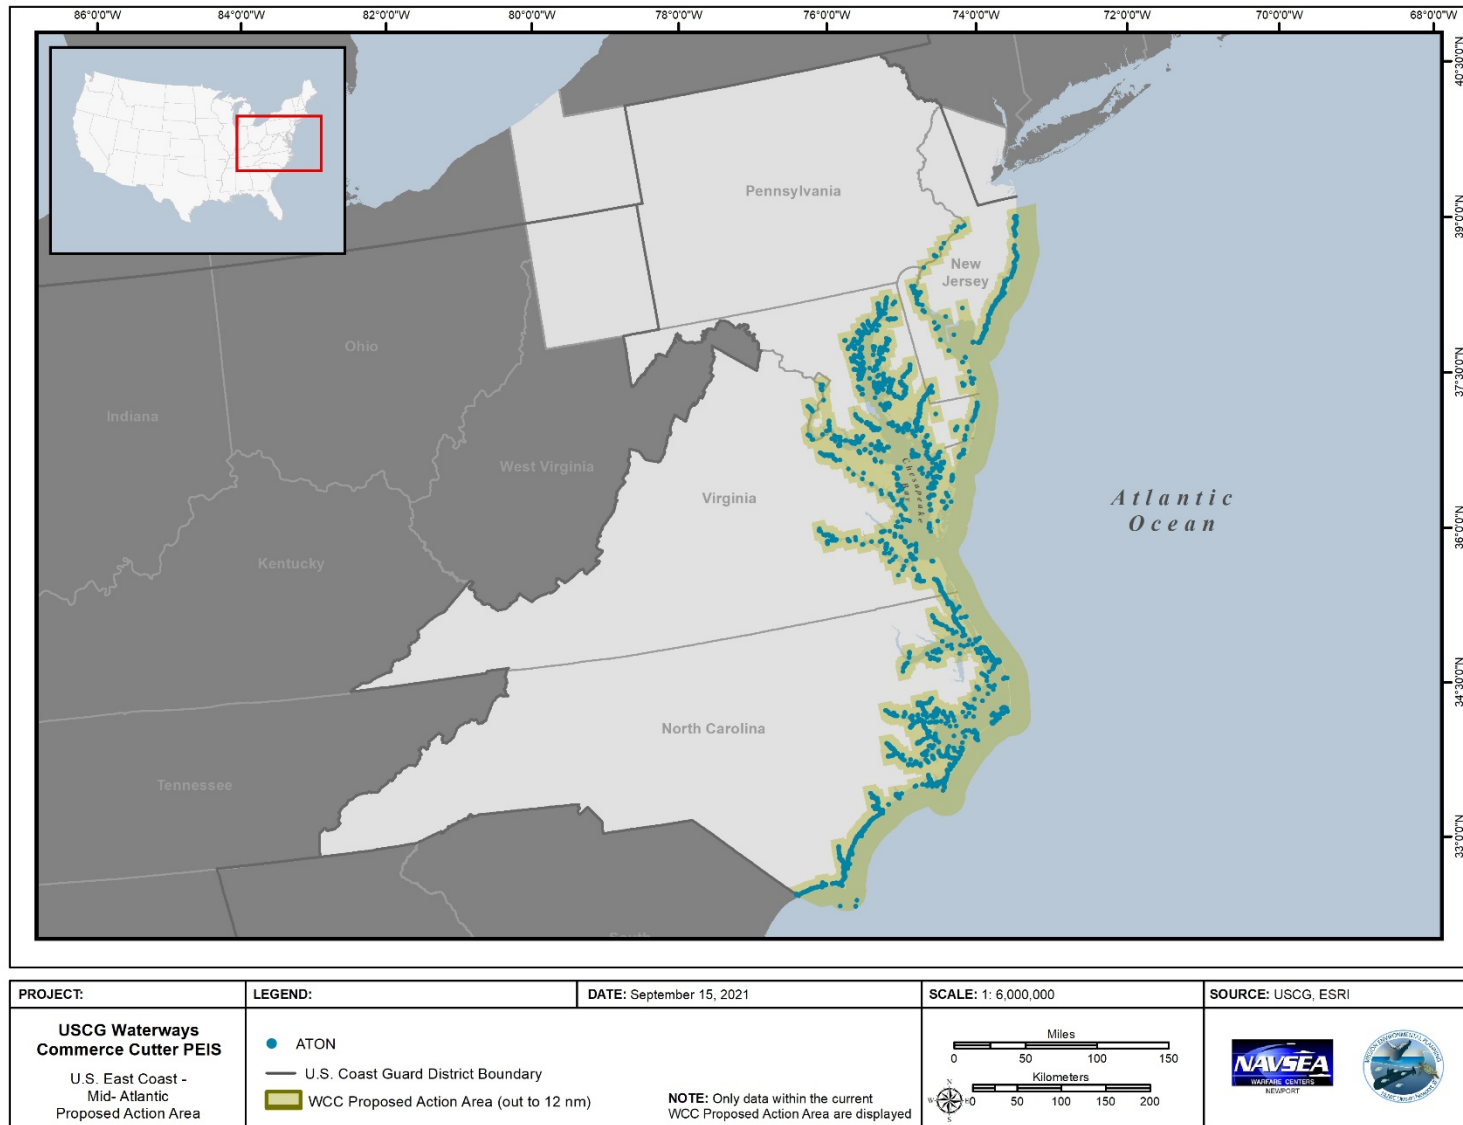 86°0'0"W 84°0'0"W 82°0'0"W 80°0'0"W 78°0'0"W 76°0'0"W 74°0'0"W 72°0'0"W 70°0'0"W 68°0'0"W
40°30'0"N
39°0'0"N
37°30'0"N
36°0'0"N
34°30'0"N
33°0'0"N
Pennsylvania
New
Jersey
Ohio
Indiana
West Virginia
Virginia
Chesapeake
Bay
Atlantic
Ocean
Kentucky
North Carolina
Tennessee
South
PROJECT:
USCG Waterways
Commerce Cutter PEIS
U.S. East Coast -
Mid- Atlantic
Proposed Action Area
LEGEND:
ATON
U.S. Coast Guard District Boundary
WCC Proposed Action Area (out to 12 nm)
DATE: September 15, 2021
NOTE: Only data within the current
WCC Proposed Action Area are displayed
SCALE: 1: 6,000,000
Miles
0 50 100 150
Kilometers
0 50 100 150 200
N
W
E
S
SOURCE: USCG, ESRI
NAVSEA
WARFARE CENTERS
NEWPORT